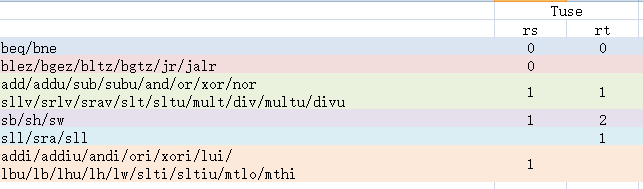 Tuse
rs rt
beq/bne 0 0
blez/bgez/bltz/bgtz/jr/jalr 0
add/addu/sub/subu/and/or/xor/nor
sllv/srlv/srav/slt/sltu/mult/div/multu/divu 1 1
sb/sh/sw 1 2
sll/sra/sll 1
addi/addiu/andi/ori/xori/lui/
lbu/lb/lhu/lh/lw/slti/sltiu/mtlo/mthi 1